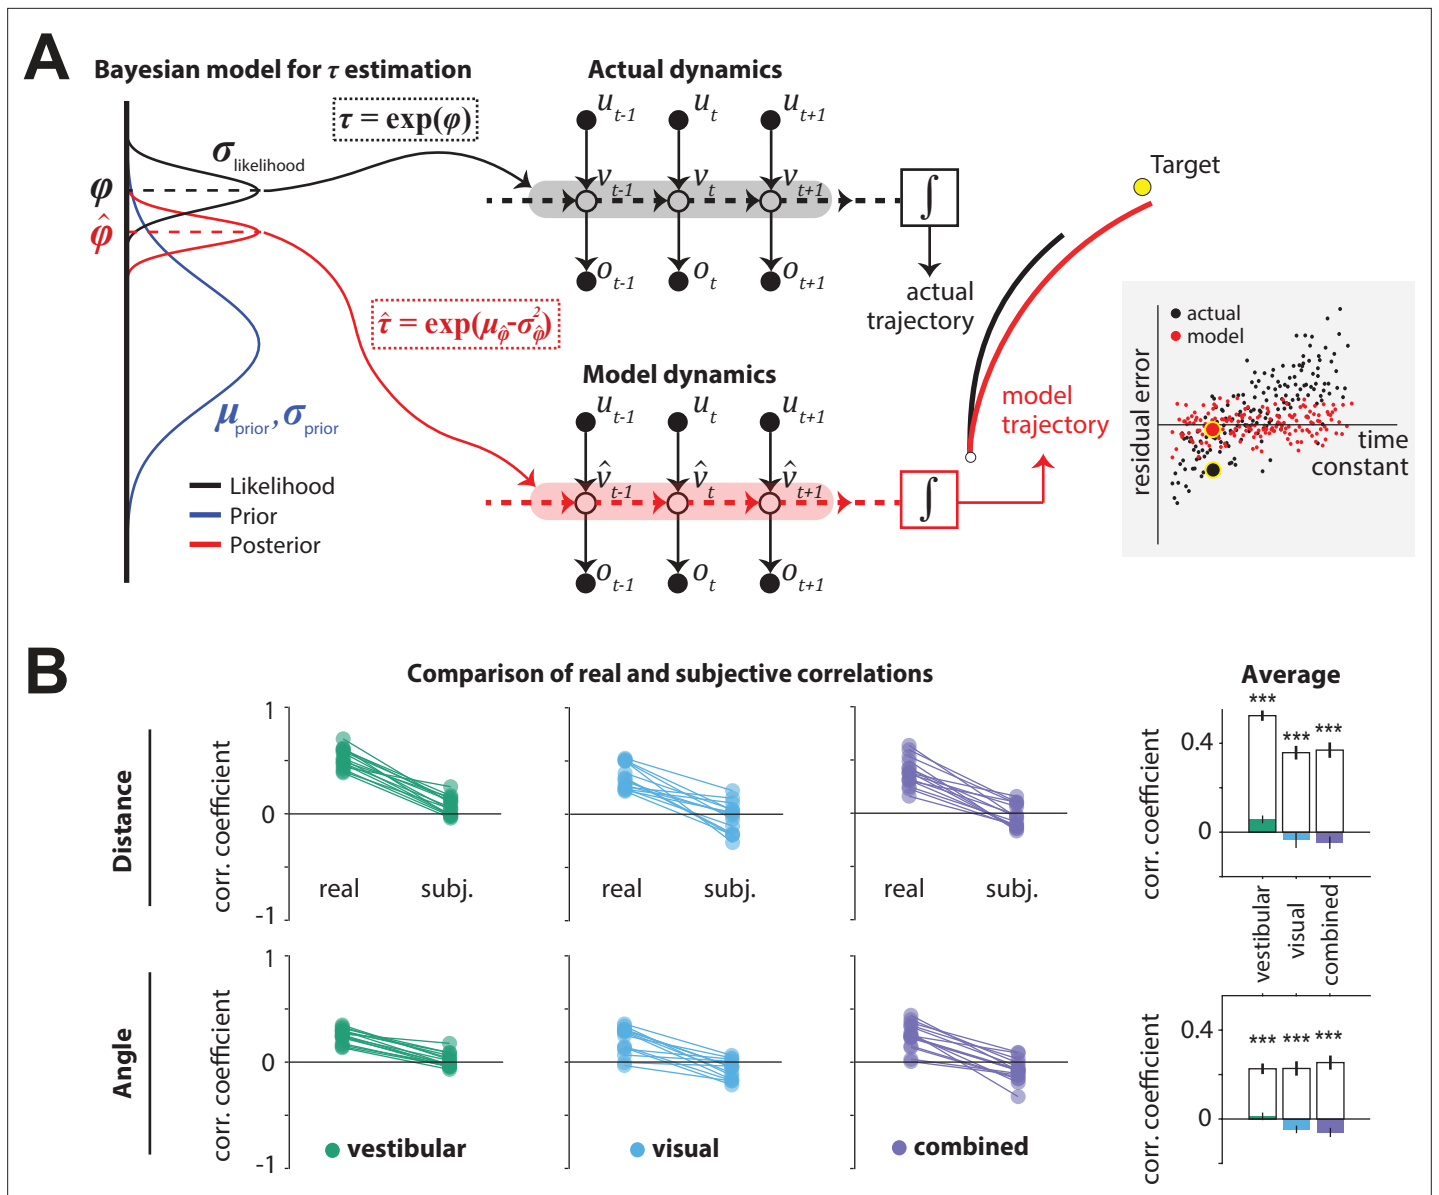 A
Bayesian model for τ estimation
Actual dynamics
τ = exp(φ)
σ likelihood
φ
φ̂
u t-1 u t u t+1
v t-1 v t v t+1
o t-1 o t o t+1
∫
actual
trajectory
Target
τ̂ = exp(μ φ̂ - σ² φ̂)
μ prior, σ prior
Likelihood
Prior
Posterior
Model dynamics
u t-1 u t u t+1
v̂ t-1 v̂ t v̂ t+1
o t-1 o t o t+1
∫
model
trajectory
actual
model
residual error
time
constant
B
Comparison of real and subjective correlations
Average
Distance
corr. coefficient
1
0
-1
real subj.
real subj.
real subj.
corr. coefficient
0.4
0
*** *** ***
vestibular
visual
combined
Angle
corr. coefficient
1
0
-1
vestibular
visual
combined
corr. coefficient
0.4
0
*** *** ***